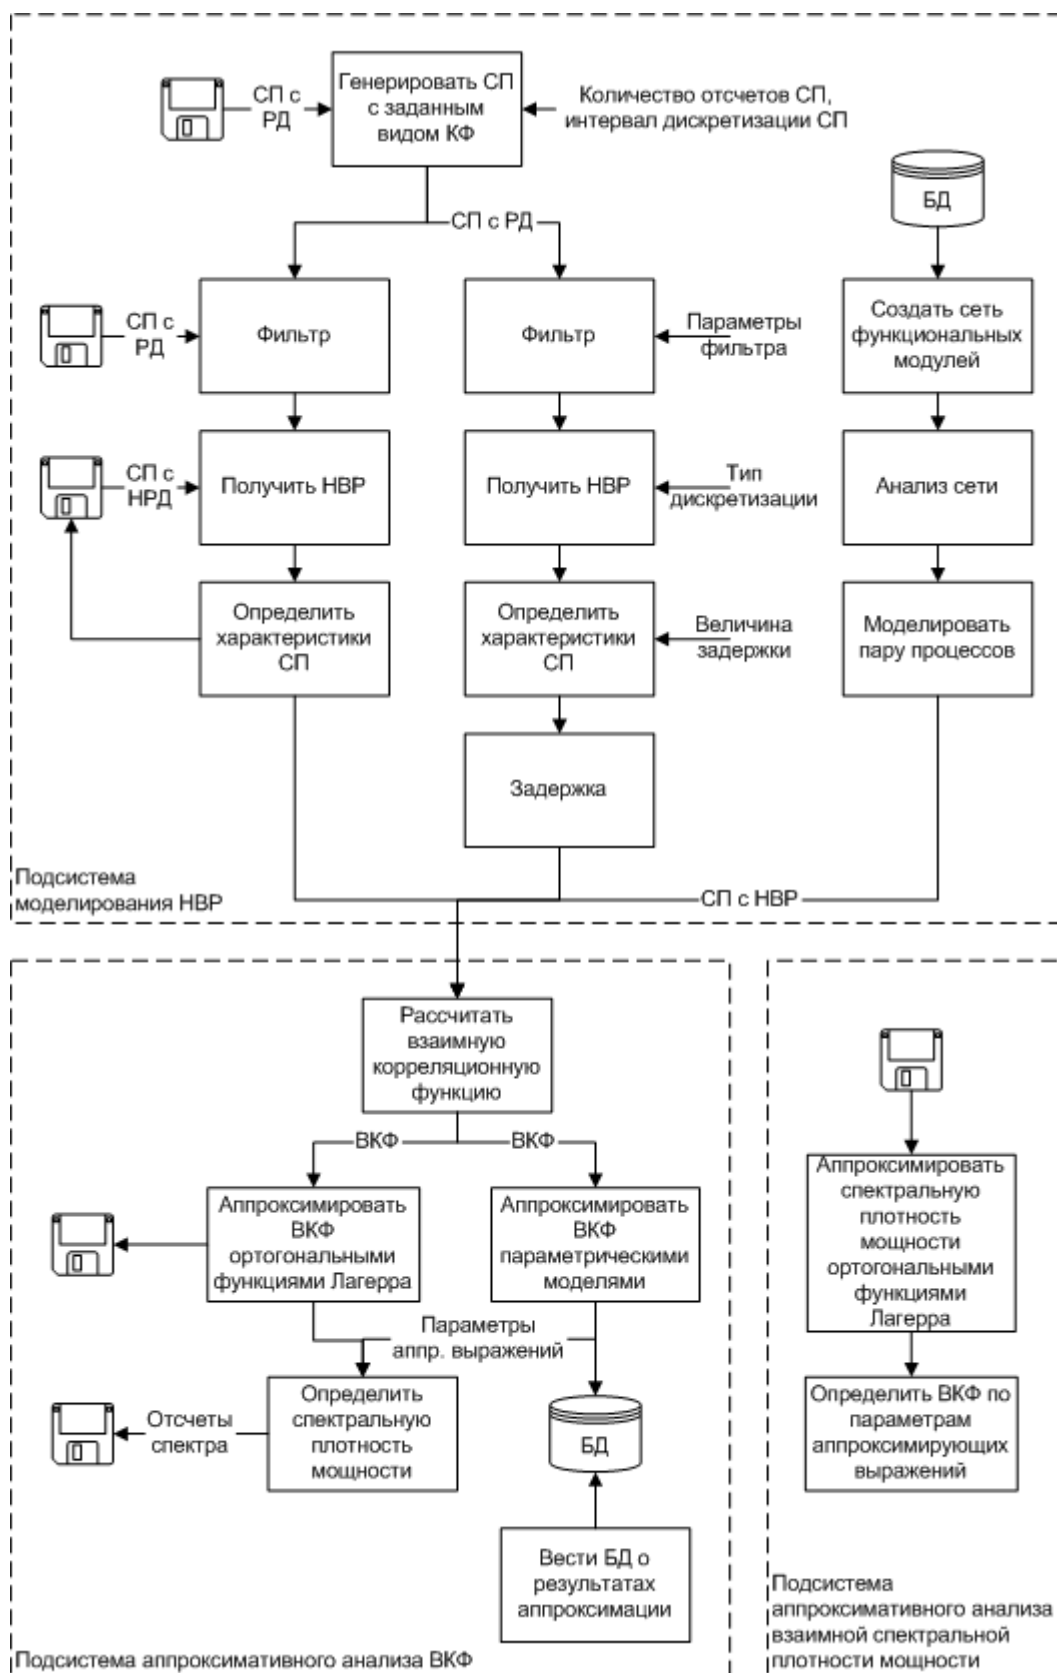 Генерировать СП
с заданным
видом КФ
СП с
РД
Количество отсчетов СП,
интервал дискретизации СП
БД
СП с РД
СП с
РД
Фильтр
Фильтр
Параметры
фильтра
Создать сеть
функциональных
модулей
СП с
НРД
Получить НВР
Получить НВР
Тип
дискретизации
Анализ сети
Определить
характеристики
СП
Определить
характеристики
СП
Величина
задержки
Моделировать
пару процессов
Задержка
Подсистема
моделирования НВР
СП с НВР
Рассчитать
взаимную
корреляционную
функцию
ВКФ
ВКФ
Аппроксимировать
ВКФ
ортогональными
функциями Лагерра
Аппроксимировать
ВКФ
параметрическими
моделями
Параметры
аппр. выражений
Отсчеты
спектра
Определить
спектральную
плотность
мощности
БД
Вести БД о
результатах
аппроксимации
Подсистема аппроксимативного анализа ВКФ
Аппроксимировать
спектральную
плотность
мощности
ортогональными
функциями
Лагерра
Определить ВКФ по
параметрам
аппроксимирующих
выражений
Подсистема
аппроксимативного анализа
взаимной спектральной
плотности мощности